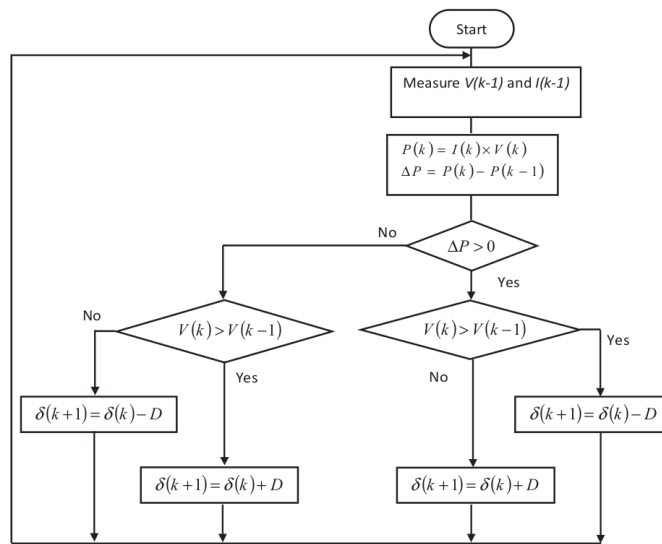 Start
Measure V(k-1) and I(k-1)
P(k) = I(k) × V(k)
ΔP = P(k) − P(k − 1)
No
ΔP > 0
Yes
No
V(k) > V(k − 1)
V(k) > V(k − 1)
Yes
Yes
No
δ(k + 1) = δ(k) − D
δ(k + 1) = δ(k) − D
δ(k + 1) = δ(k) + D
δ(k + 1) = δ(k) + D